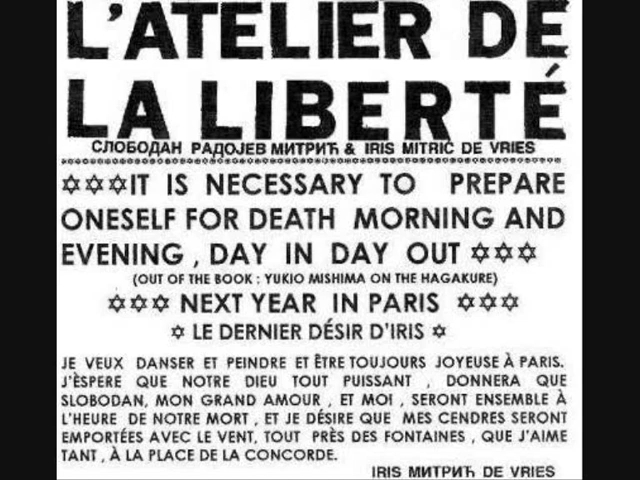 L'ATELIER DE
LA LIBERTÉ
СЛОБОДАН РАДОЈЕВ МИТРИЋ & IRIS MITRIĆ DE VRIES
✡✡✡IT IS NECESSARY TO PREPARE
ONESELF FOR DEATH MORNING AND
EVENING , DAY IN DAY OUT ✡✡✡
(OUT OF THE BOOK : YUKIO MISHIMA ON THE HAGAKURE)
✡✡✡ NEXT YEAR IN PARIS ✡✡✡
✡ LE DERNIER DÉSIR D'IRIS ✡
JE VEUX DANSER ET PEINDRE ET ÊTRE TOUJOURS JOYEUSE À PARIS.
J'ÈSPERE QUE NOTRE DIEU TOUT PUISSANT , DONNERA QUE
SLOBODAN, MON GRAND AMOUR , ET MOI , SERONT ENSEMBLE À
L'HEURE DE NOTRE MORT , ET JE DÉSIRE QUE MES CENDRES SERONT
EMPORTÉES AVEC LE VENT, TOUT PRÈS DES FONTAINES , QUE J'AIME
TANT , À LA PLACE DE LA CONCORDE.
IRIS МИТРИЋ DE VRIES